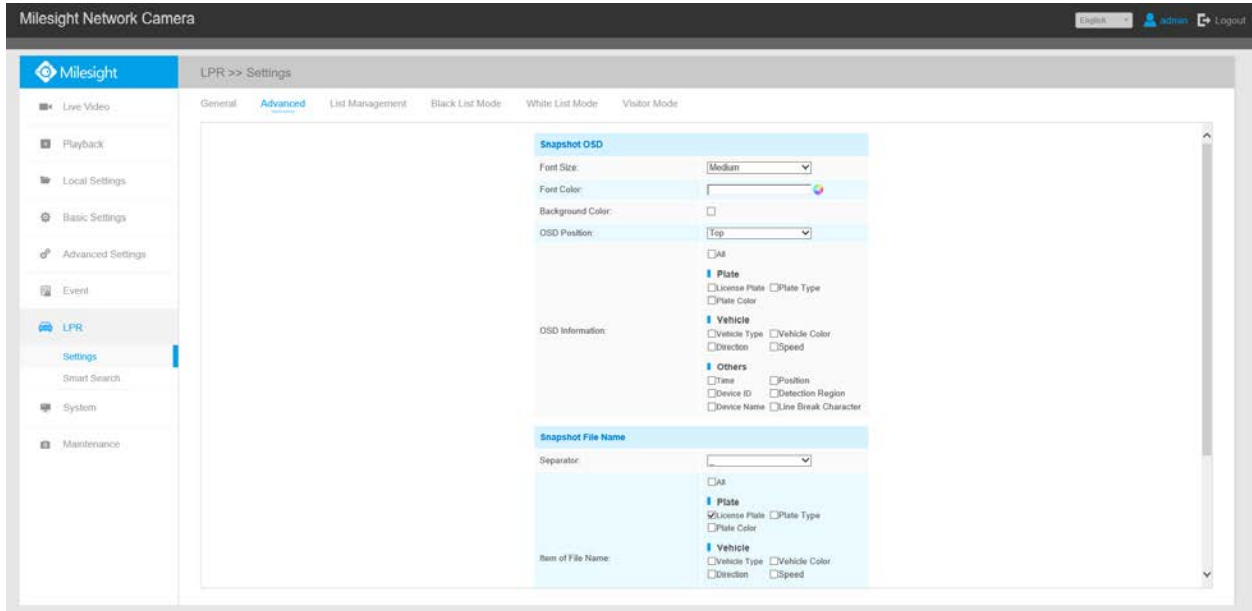 Milesight Network Camera
English
admin
Logout
Milesight
LPR >> Settings
Live Video
Playback
Local Settings
Basic Settings
Advanced Settings
Event
LPR
Settings
Smart Search
System
Maintenance
General Advanced List Management Black List Mode White List Mode Visitor Mode
Snapshot OSD
Font Size: Medium
Font Color:
Background Color:
OSD Position: Top
OSD Information:
All
Plate
License Plate Plate Type
Plate Color
Vehicle
Vehicle Type Vehicle Color
Direction Speed
Others
Time Position
Device ID Detection Region
Device Name Line Break Character
Snapshot File Name
Separator: _
Item of File Name:
All
Plate
License Plate Plate Type
Plate Color
Vehicle
Vehicle Type Vehicle Color
Direction Speed